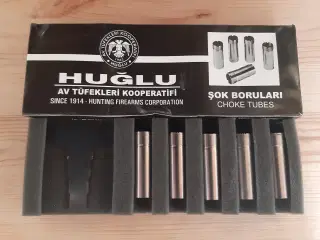 HUĞLU
AV TÜFEKLERİ KOOPERATİFİ
SINCE 1914 - HUNTING FIREARMS CORPORATION
ŞOK BORULARI
CHOKE TUBES